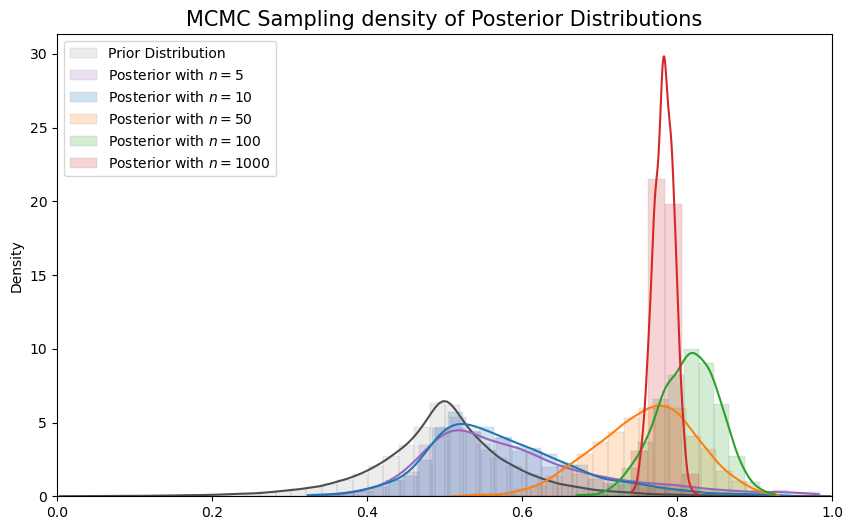 MCMC Sampling density of Posterior Distributions
Prior Distribution
Posterior with n = 5
Posterior with n = 10
Posterior with n = 50
Posterior with n = 100
Posterior with n = 1000
Density
30
25
20
15
10
5
0
0.0 0.2 0.4 0.6 0.8 1.0